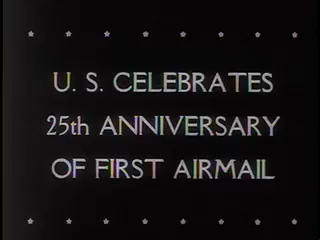 U. S. CELEBRATES
25th ANNIVERSARY
OF FIRST AIRMAIL